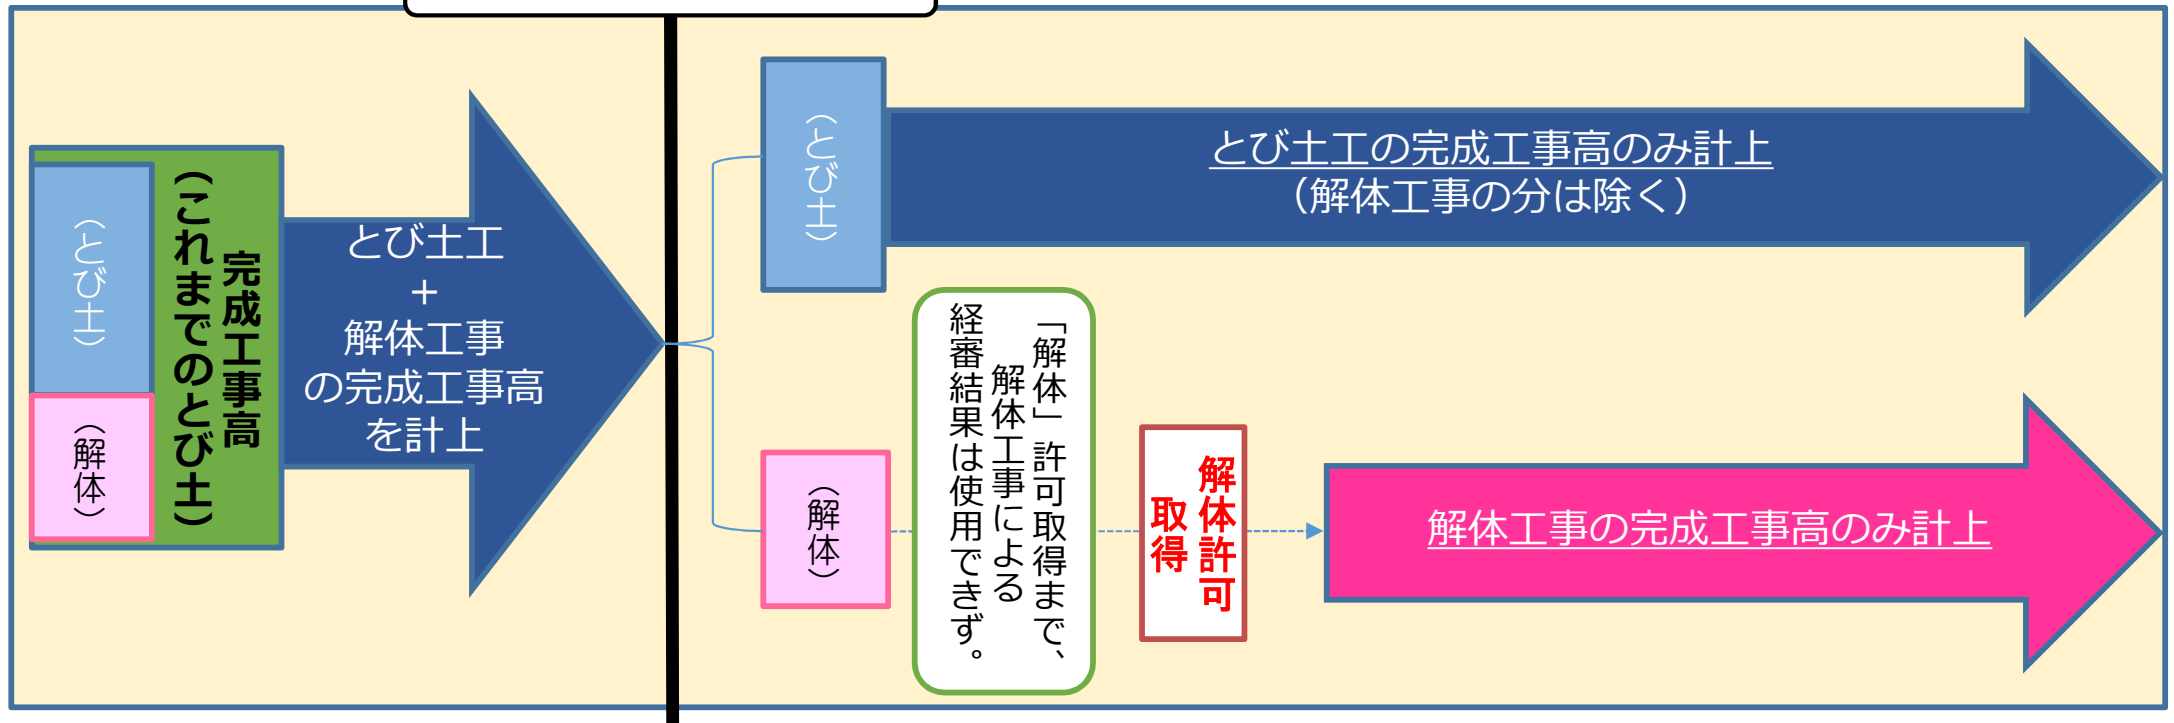 （とび土）
（解体）
完成工事高
（これまでのとび土）
とび土工
＋
解体工事
の完成工事高
を計上
（とび土）
とび土工の完成工事高のみ計上
（解体工事の分は除く）
（解体）
「解体」許可取得まで、
解体工事による
経審結果は使用できず。
解体許可
取得
解体工事の完成工事高のみ計上